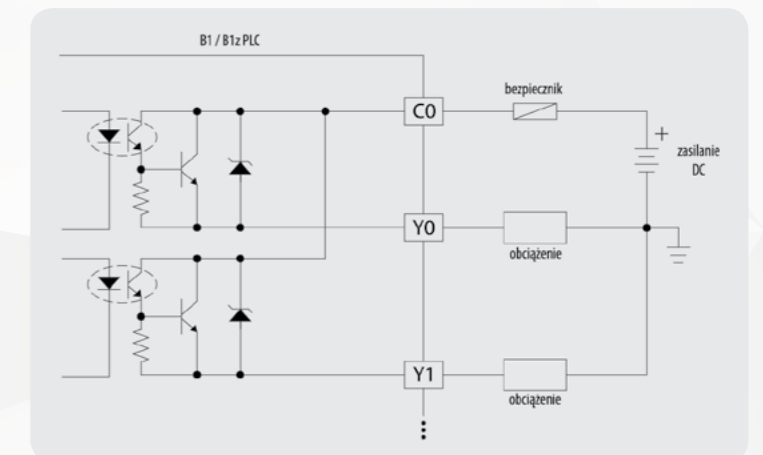 B1 / B1z PLC
bezpiecznik
C0
+
zasilanie
DC
Y0
obciążenie
Y1
obciążenie